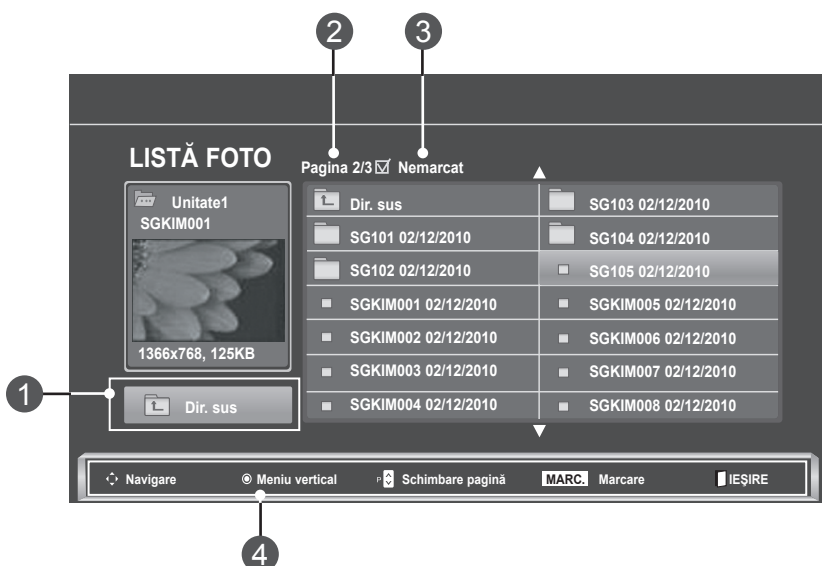 2 3
LISTĂ FOTO
Pagina 2/3 Nemarcat
Unitate1
SGKIM001
1366x768, 125KB
1
Dir. sus
Dir. sus
SG101 02/12/2010
SG102 02/12/2010
SGKIM001 02/12/2010
SGKIM002 02/12/2010
SGKIM003 02/12/2010
SGKIM004 02/12/2010
SG103 02/12/2010
SG104 02/12/2010
SG105 02/12/2010
SGKIM005 02/12/2010
SGKIM006 02/12/2010
SGKIM007 02/12/2010
SGKIM008 02/12/2010
Navigare Meniu vertical P Schimbare pagină MARC. Marcare IEŞIRE
4